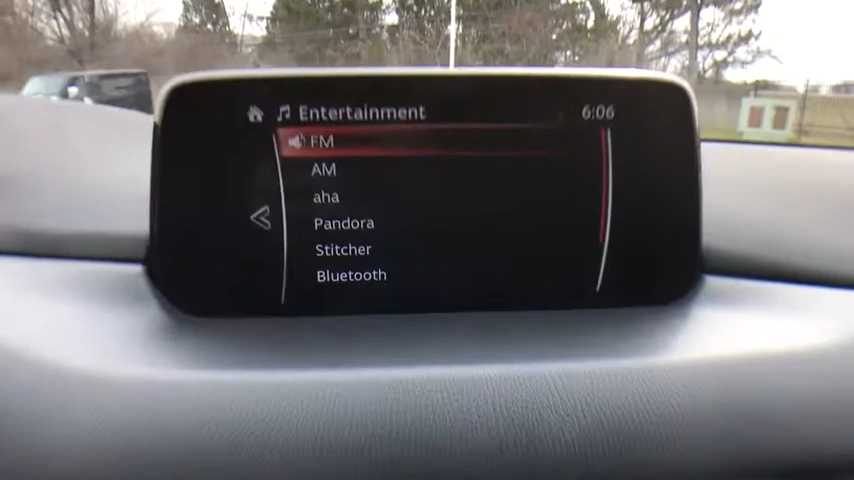 Entertainment 6:06
FM
AM
aha
Pandora
Stitcher
Bluetooth